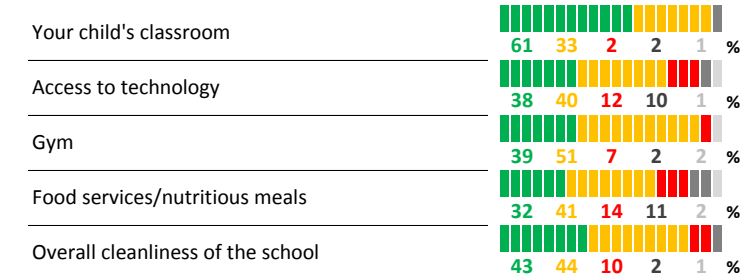 Your child's classroom
61 33 2 2 1 %
Access to technology
38 40 12 10 1 %
Gym
39 51 7 2 2 %
Food services/nutritious meals
32 41 14 11 2 %
Overall cleanliness of the school
43 44 10 2 1 %